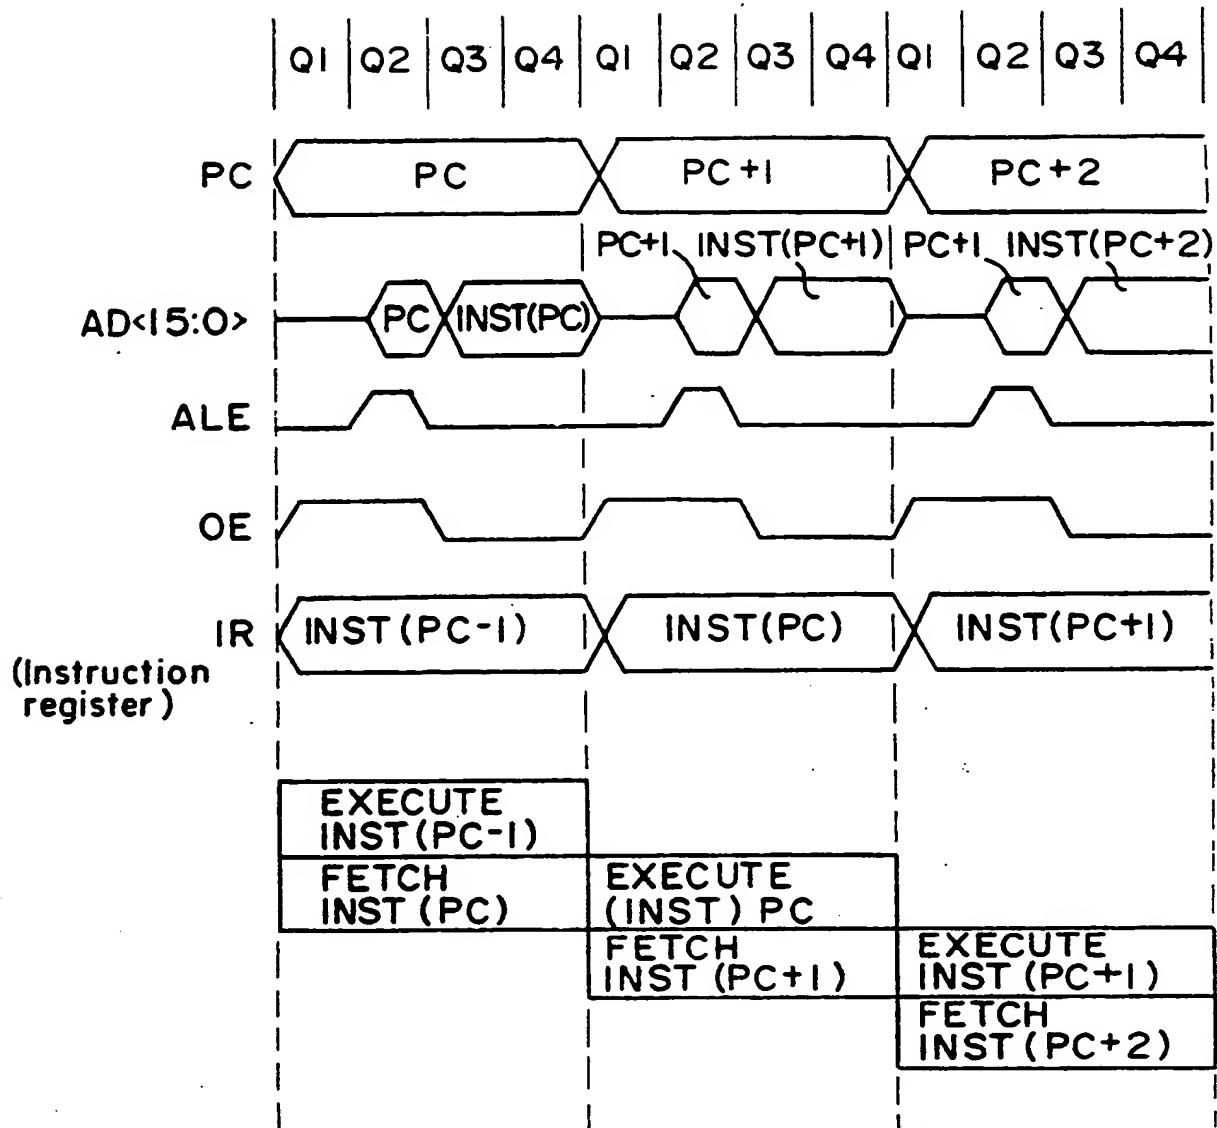 Q1 Q2 Q3 Q4 Q1 Q2 Q3 Q4 Q1 Q2 Q3 Q4
PC PC PC+1 PC+2
PC+1 INST(PC+1) PC+1 INST(PC+2)
AD<15:0> PC INST(PC)
ALE
OE
IR INST(PC-1) INST(PC) INST(PC+1)
(Instruction
register)
EXECUTE
INST(PC-1)
FETCH
INST(PC)
EXECUTE
(INST) PC
FETCH
INST(PC+1)
EXECUTE
INST(PC+1)
FETCH
INST(PC+2)